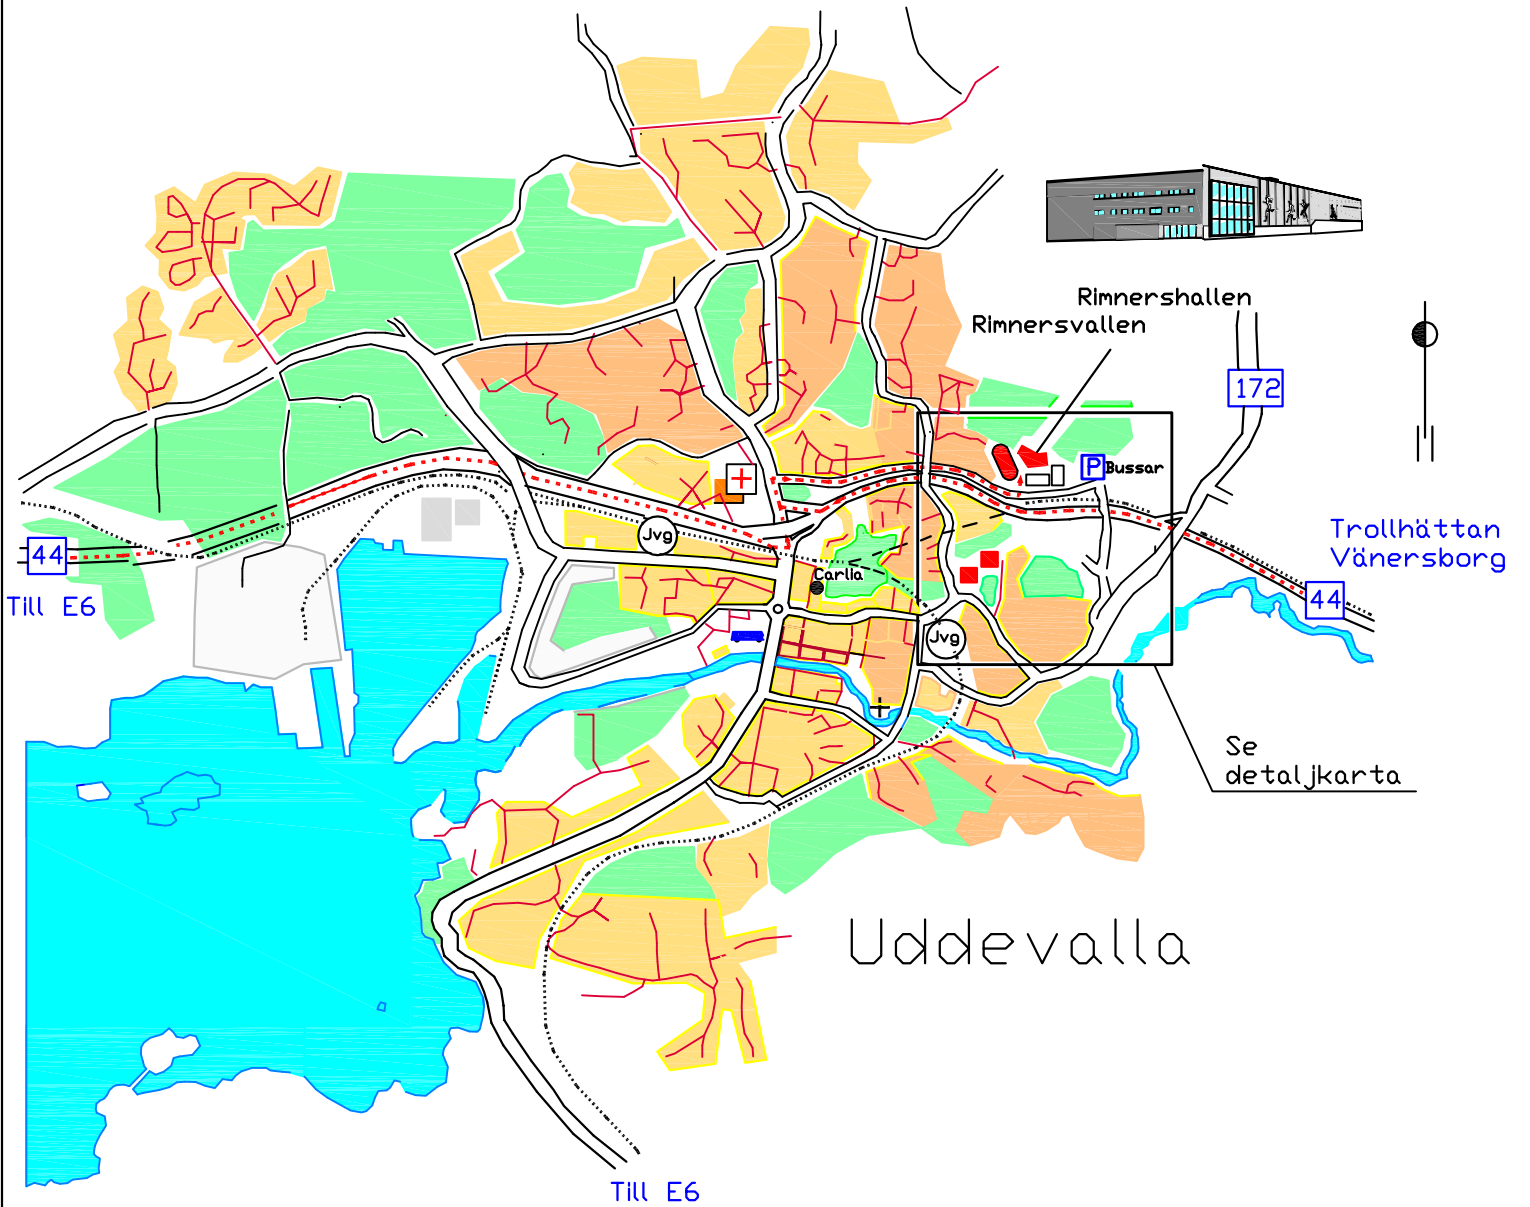 Rimnershallen
Rimnersvallen
172
P Bussar
Jvg
Trollhättan
Vänersborg
44
Carlia
44
Till E6
Jvg
Se
detaljkarta
Uddevalla
Till E6